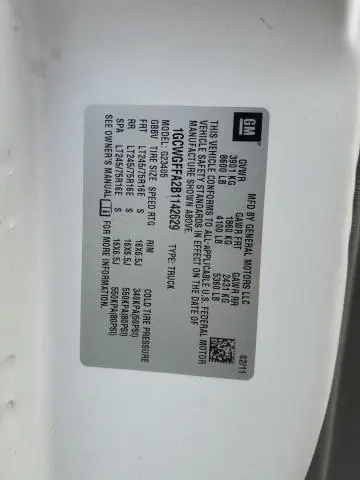 GM
MFD BY GENERAL MOTORS LLC
02/11
GVWR GAWR FRT GAWR RR
3901 KG 1860 KG 2431 KG
8600 LB 4100 LB 5360 LB
THIS VEHICLE CONFORMS TO ALL APPLICABLE U.S. FEDERAL MOTOR
VEHICLE SAFETY STANDARDS IN EFFECT ON THE DATE OF
MANUFACTURE SHOWN ABOVE.
1GCWGFFA2B1142629 TYPE: TRUCK
MODEL: G23405
GBBV TIRE SIZE SPEED RTG RIM COLD TIRE PRESSURE
FRT LT245/75R16E S 16X6.5J 340KPA(50PSI)
RR LT245/75R16E S 16X6.5J 550KPA(80PSI)
SPA LT245/75R16E S 16X6.5J 550KPA(80PSI)
SEE OWNER'S MANUAL FOR MORE INFORMATION